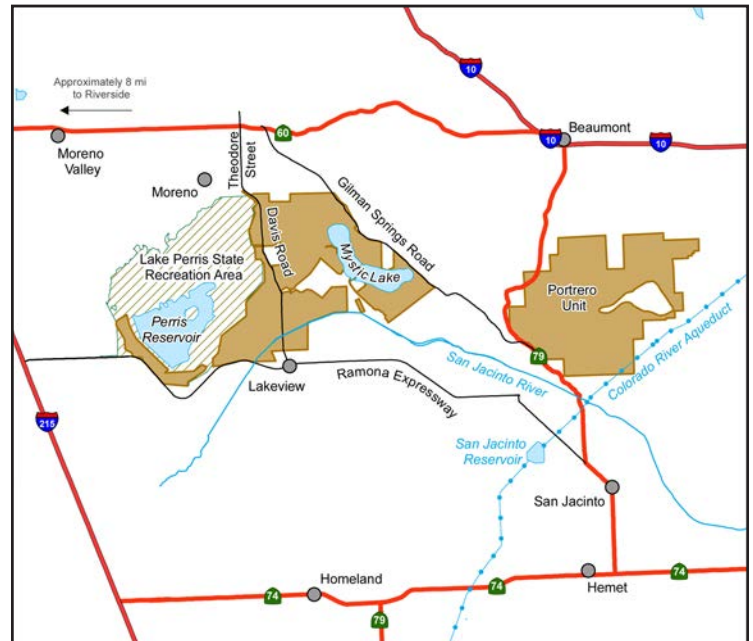 10
Approximately 8 mi
to Riverside
60
Moreno
Valley
Theodore
Street
Moreno
10
Beaumont
10
Gilman Springs Road
Davis Road
Lake Perris State
Recreation Area
Mystic Lake
Perris
Reservoir
Portrero
Unit
Colorado River Aqueduct
79
San Jacinto River
Lakeview
Ramona Expressway
215
San Jacinto
Reservoir
San Jacinto
74
Homeland
74
74
Hemet
74
79